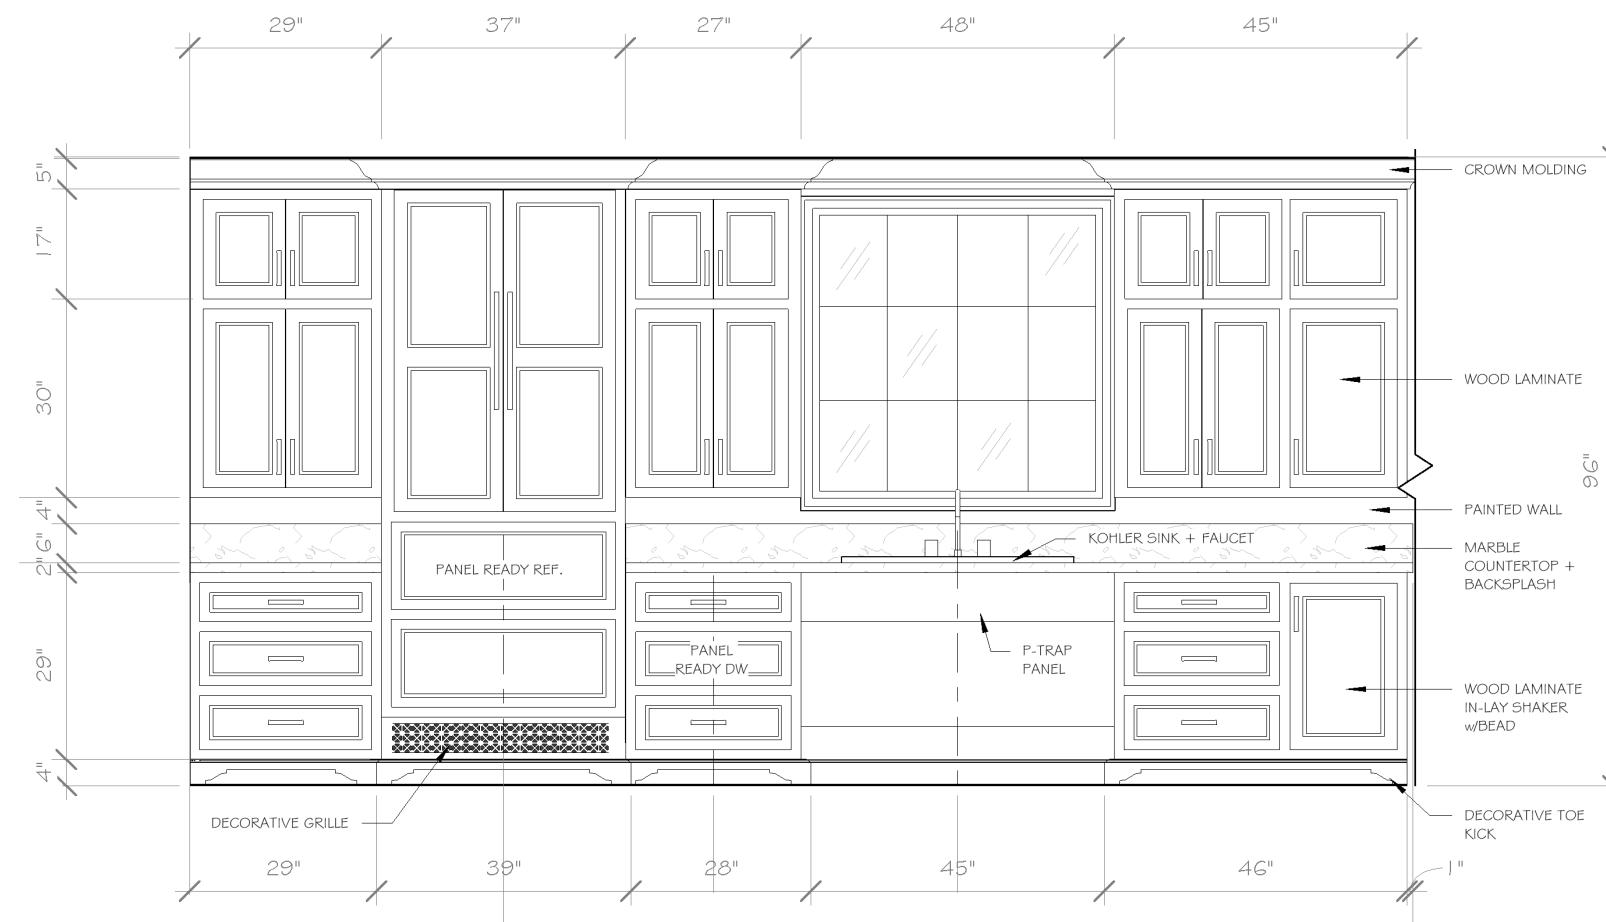 29" 37" 27" 48" 45"
5"
17"
30"
4"
6"
2"
29"
4"
CROWN MOLDING
WOOD LAMINATE
96"
PAINTED WALL
KOHLER SINK + FAUCET
MARBLE
COUNTERTOP +
BACKSPLASH
PANEL READY REF.
PANEL
READY DW
P-TRAP
PANEL
WOOD LAMINATE
IN-LAY SHAKER
w/BEAD
DECORATIVE GRILLE
DECORATIVE TOE
KICK
29" 39" 28" 45" 46" 1"